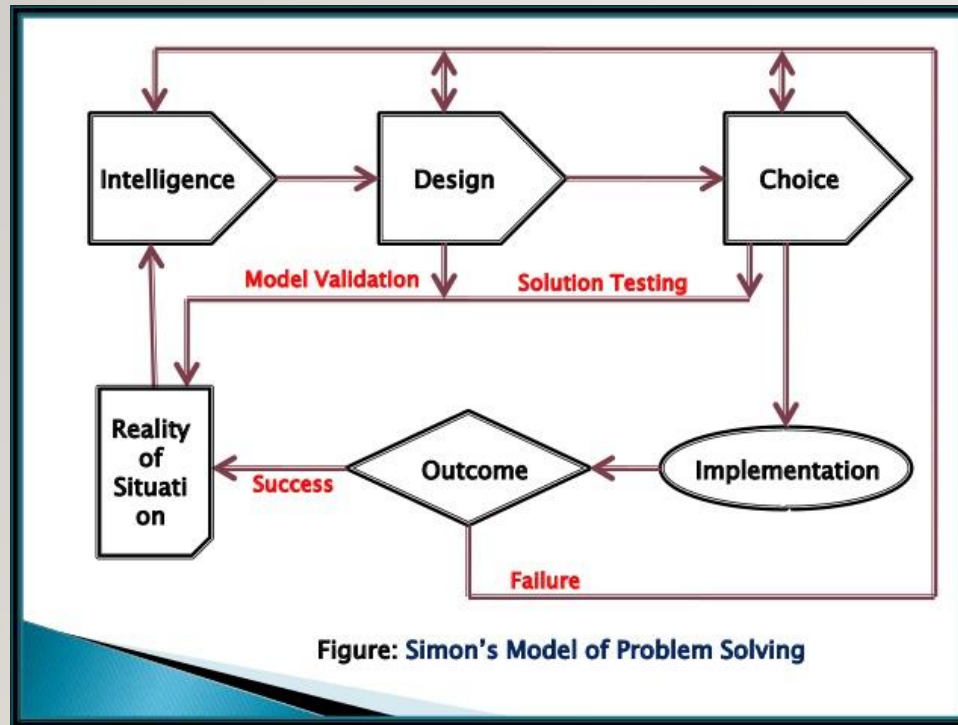 Intelligence
Design
Choice
Model Validation
Solution Testing
Reality
of
Situati
on
Success
Outcome
Implementation
Failure
Figure: Simon's Model of Problem Solving